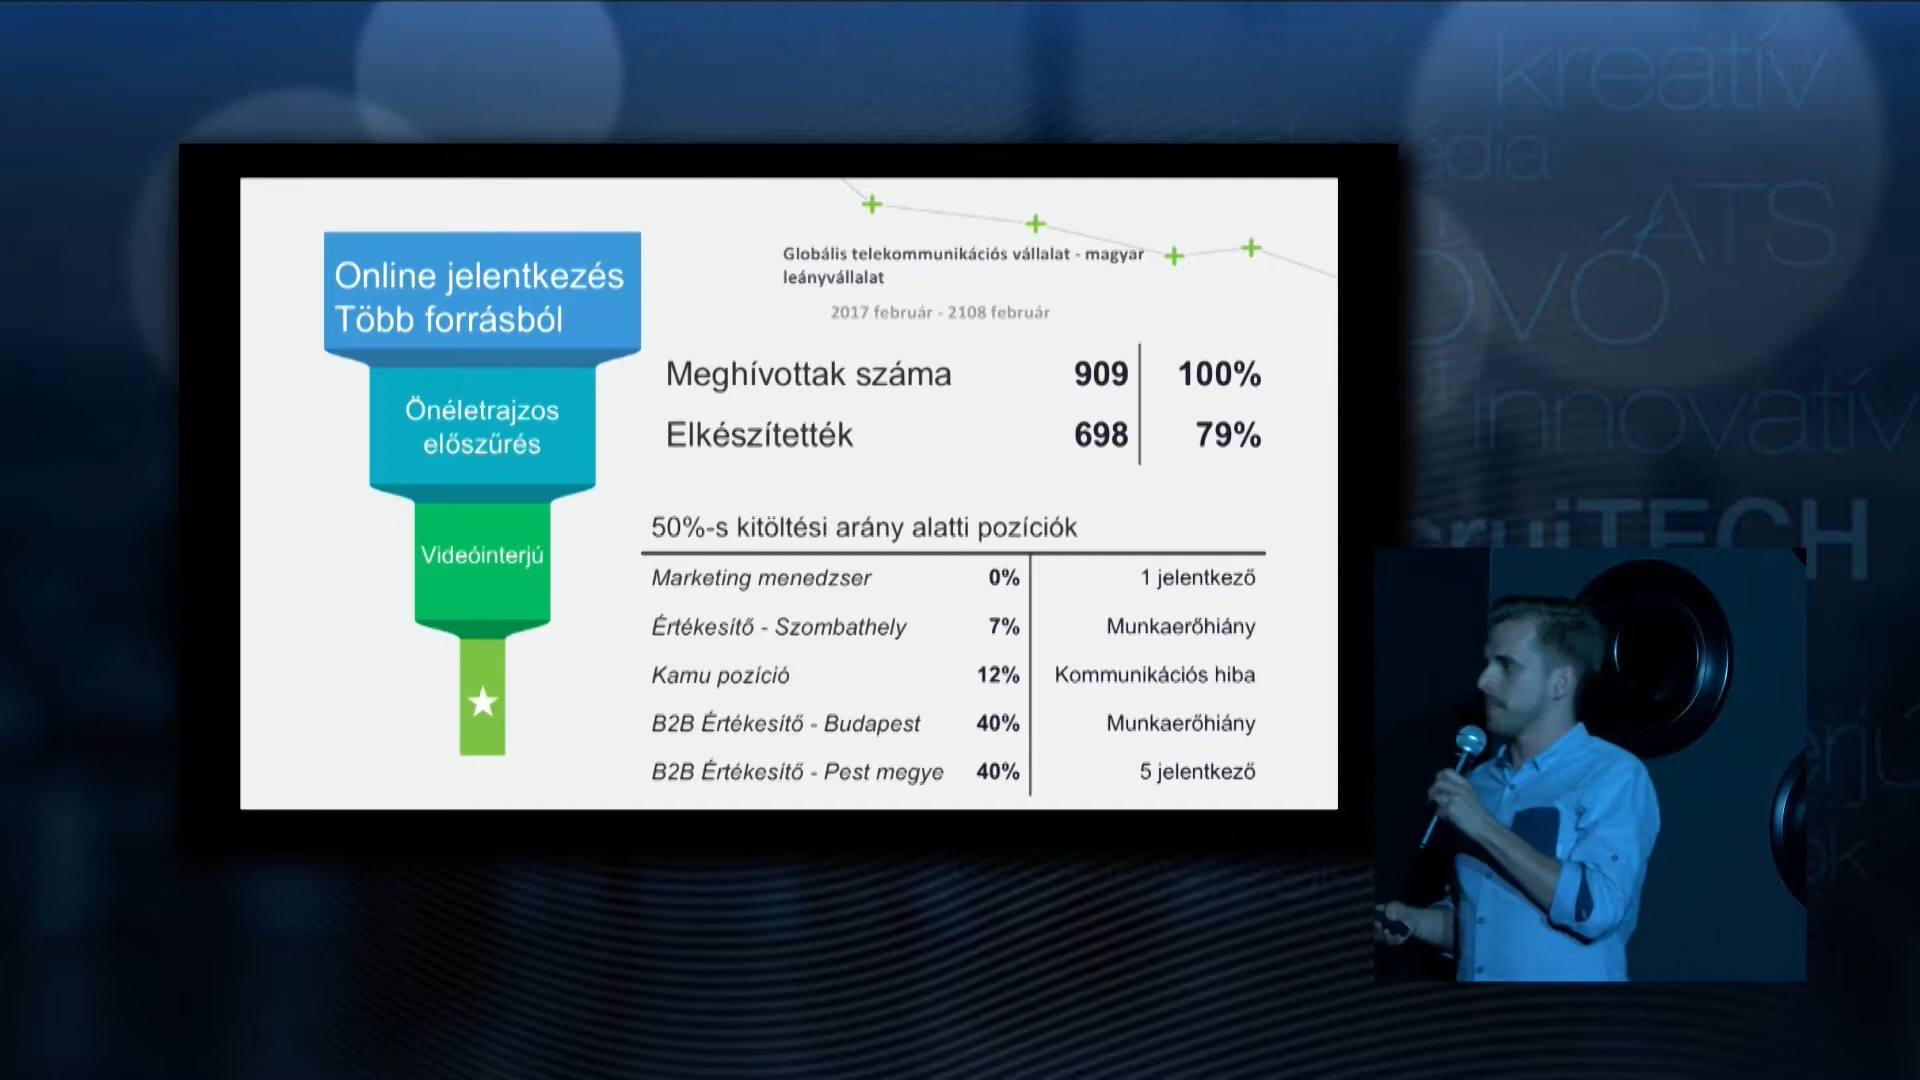 kreatív
ATS
innovatív
Online jelentkezés
Több forrásból
Önéletrajzos
előszűrés
Videóinterjú
Globális telekommunikációs vállalat - magyar
leányvállalat
2017 február - 2108 február
Meghívottak száma 909 100%
Elkészítették 698 79%
50%-s kitöltési arány alatti pozíciók
Marketing menedzser 0% 1 jelentkező
Értékesítő - Szombathely 7% Munkaerőhiány
Kamu pozíció 12% Kommunikációs hiba
B2B Értékesítő - Budapest 40% Munkaerőhiány
B2B Értékesítő - Pest megye 40% 5 jelentkező